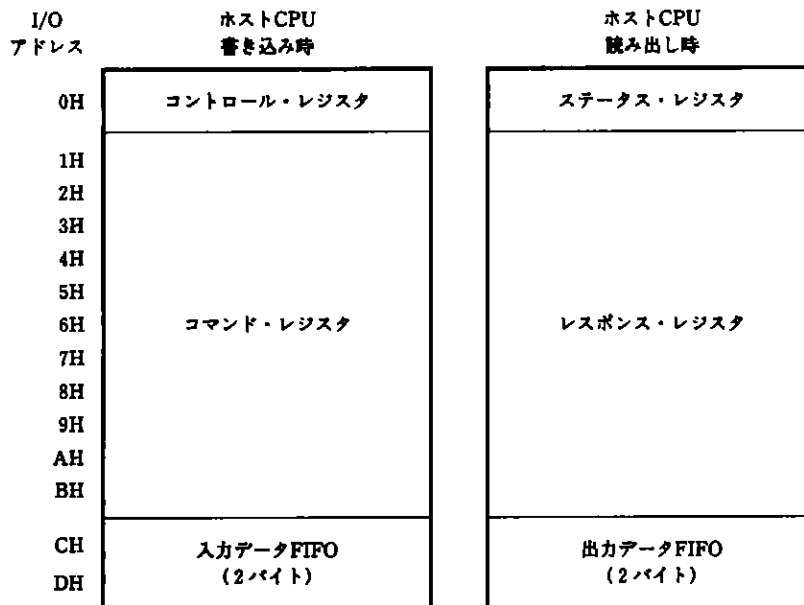 I/O
アドレス
ホストCPU
書き込み時
ホストCPU
読み出し時
0H
コントロール・レジスタ
ステータス・レジスタ
1H
2H
3H
4H
5H
6H
コマンド・レジスタ
レスポンス・レジスタ
7H
8H
9H
AH
BH
CH
入力データFIFO
出力データFIFO
DH
(2バイト)
(2バイト)